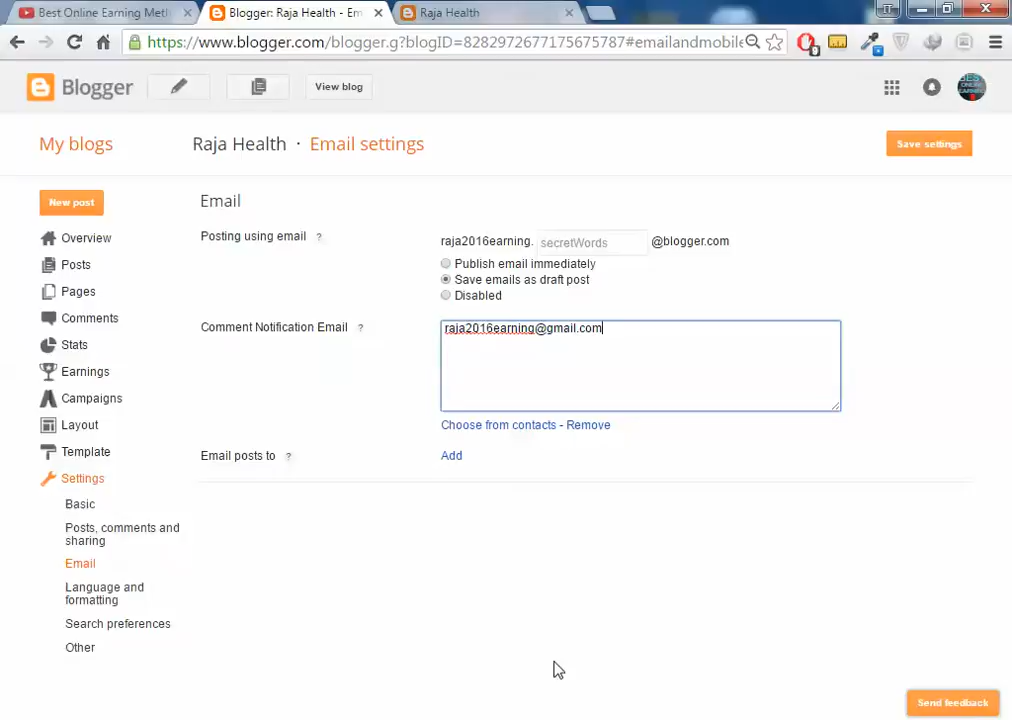 Best Online Earning Met
Blogger: Raja Health - Em
Raja Health
https://www.blogger.com/blogger.g?blogID=8282972677175675787#emailandmobile
Blogger
View blog
My blogs
Raja Health · Email settings
Save settings
New post
Overview
Posts
Pages
Comments
Stats
Earnings
Campaigns
Layout
Template
Settings
Basic
Posts, comments and
sharing
Email
Language and
formatting
Search preferences
Other
Email
Posting using email ?
raja2016earning. secretWords @blogger.com
Publish email immediately
Save emails as draft post
Disabled
Comment Notification Email ?
raja2016earning@gmail.com
Choose from contacts - Remove
Email posts to ?
Add
Send feedback